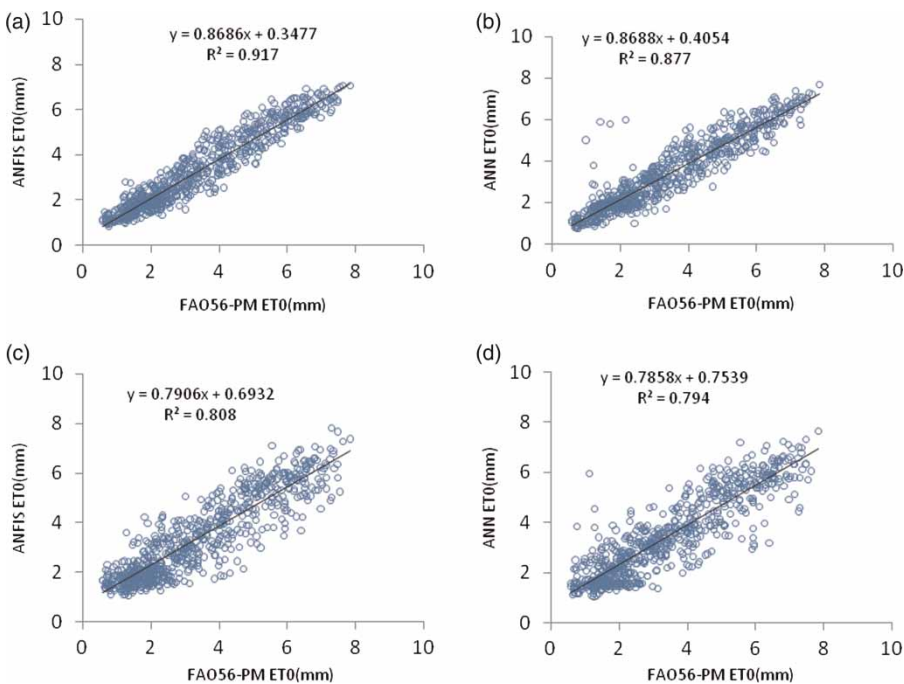 (a)
10
8
6
4
2
0
ANFIS ET0(mm)
y = 0.8686x + 0.3477
R² = 0.917
0 2 4 6 8 10
FAO56-PM ET0(mm)
(b)
10
8
6
4
2
0
ANN ET0(mm)
y = 0.8688x + 0.4054
R² = 0.877
0 2 4 6 8 10
FAO56-PM ET0(mm)
(c)
10
8
6
4
2
0
ANFIS ET0(mm)
y = 0.7906x + 0.6932
R² = 0.808
0 2 4 6 8 10
FAO56-PM ET0(mm)
(d)
10
8
6
4
2
0
ANN ET0(mm)
y = 0.7858x + 0.7539
R² = 0.794
0 2 4 6 8 10
FAO56-PM ET0(mm)